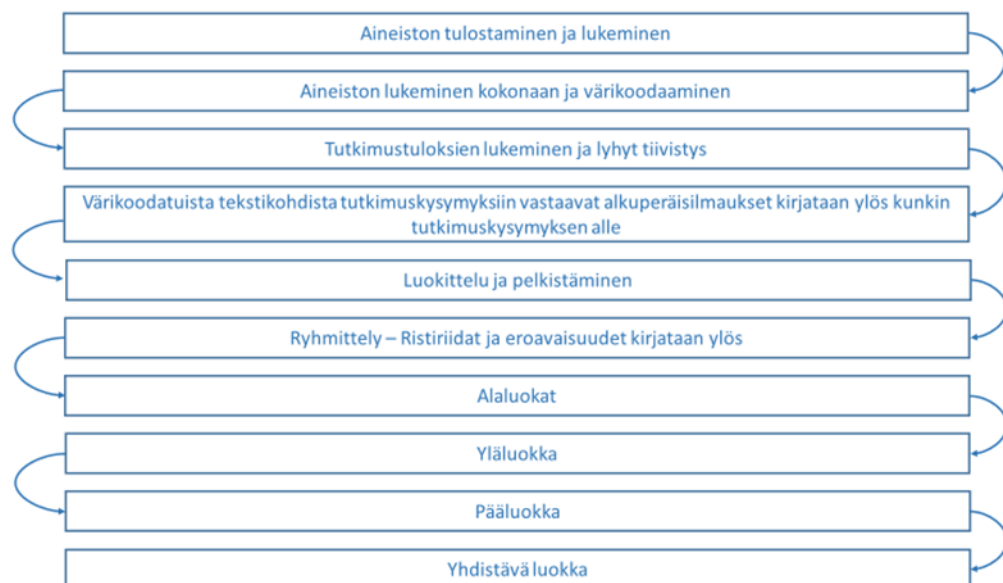 Aineiston tulostaminen ja lukeminen
Aineiston lukeminen kokonaan ja värikoodaaminen
Tutkimustuloksien lukeminen ja lyhyt tiivistys
Värikoodatuista tekstikohdista tutkimuskysymyksiin vastaavat alkuperäisilmaukset kirjataan ylös kunkin
tutkimuskysymyksen alle
Luokittelu ja pelkistäminen
Ryhmittely – Ristiriidat ja eroavaisuudet kirjataan ylös
Alaluokat
Yläluokka
Pääluokka
Yhdistävä luokka